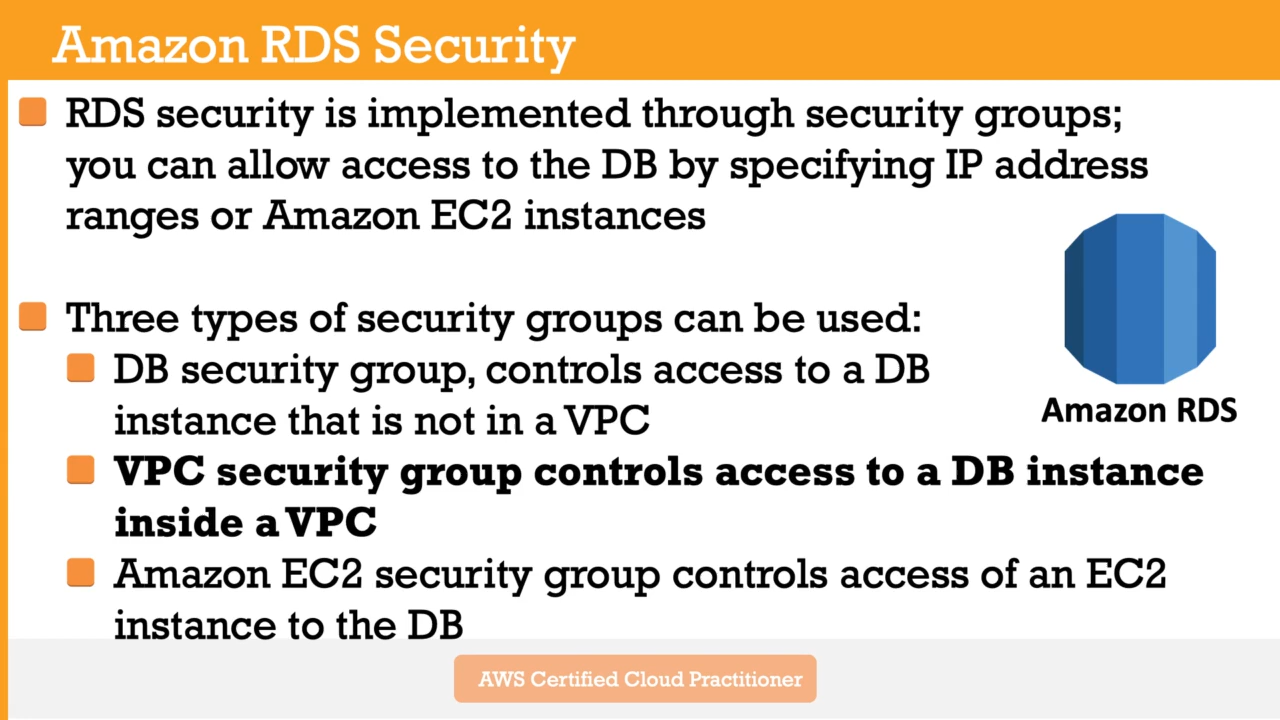 Amazon RDS Security
RDS security is implemented through security groups;
you can allow access to the DB by specifying IP address
ranges or Amazon EC2 instances
Three types of security groups can be used:
DB security group, controls access to a DB
instance that is not in a VPC
VPC security group controls access to a DB instance
inside a VPC
Amazon EC2 security group controls access of an EC2
instance to the DB
Amazon RDS
AWS Certified Cloud Practitioner